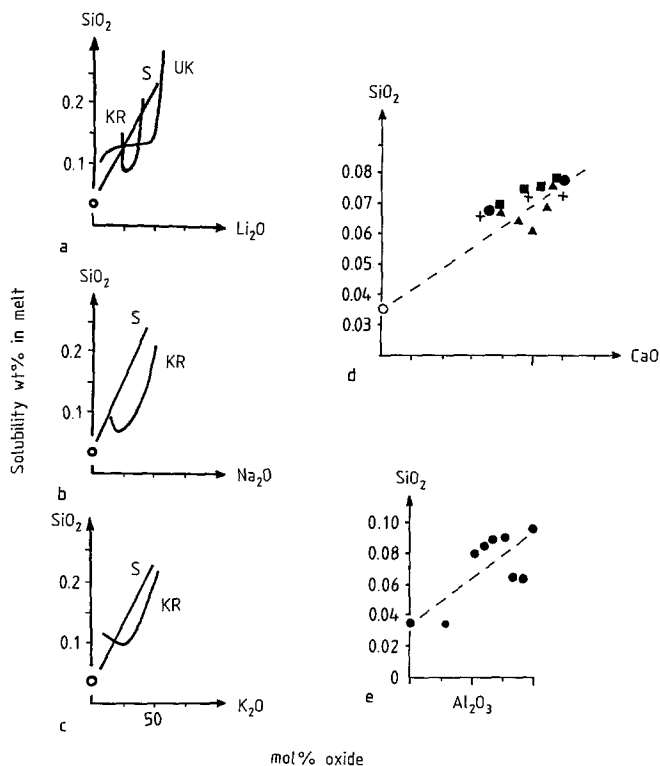 SiO2
0.2
0.1
KR
S
UK
Li2O
a
SiO2
0.2
0.1
S
KR
Na2O
b
SiO2
0.2
0.1
S
KR
K2O
50
c
Solubility wt% in melt
mol% oxide
SiO2
0.08
0.07
0.06
0.05
0.04
0.03
CaO
d
SiO2
0.10
0.08
0.06
0.04
0.02
0
Al2O3
e